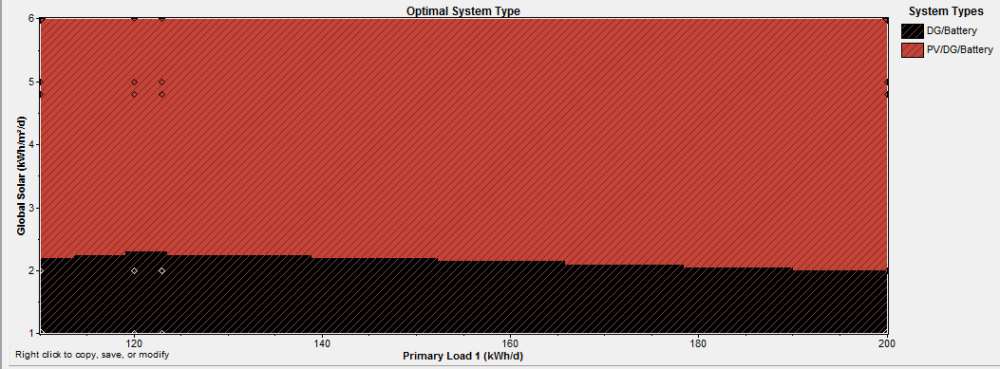 Optimal System Type
System Types
DG/Battery
PV/DG/Battery
Global Solar (kWh/m²/d)
6
5
4
3
2
1
120
140
160
180
200
Primary Load 1 (kWh/d)
Right click to copy, save, or modify